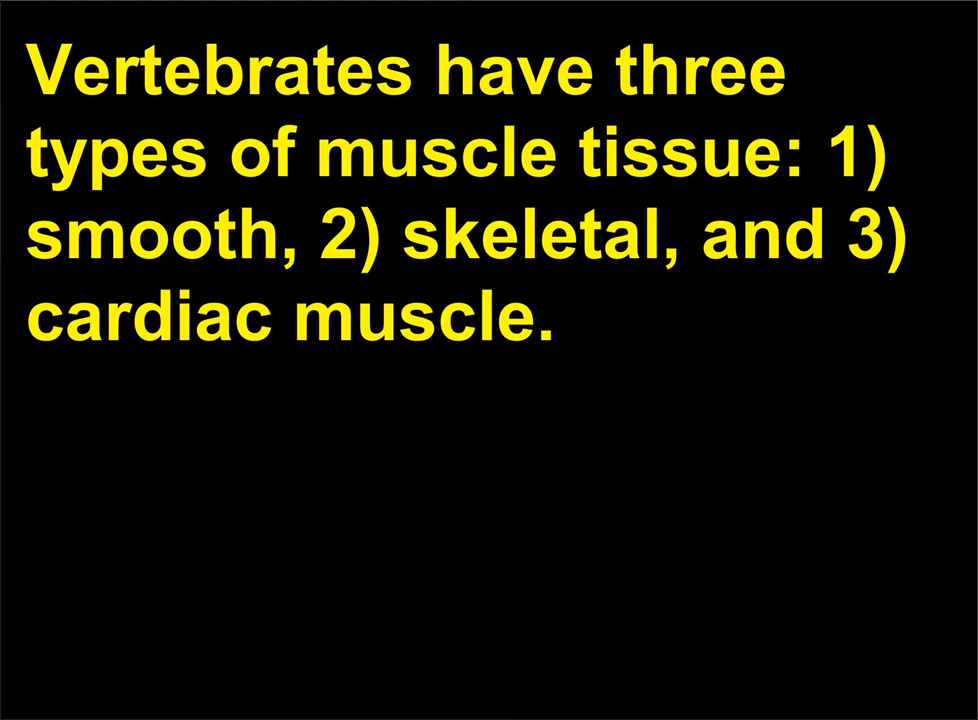 Vertebrates have three
types of muscle tissue: 1)
smooth, 2) skeletal, and 3)
cardiac muscle.